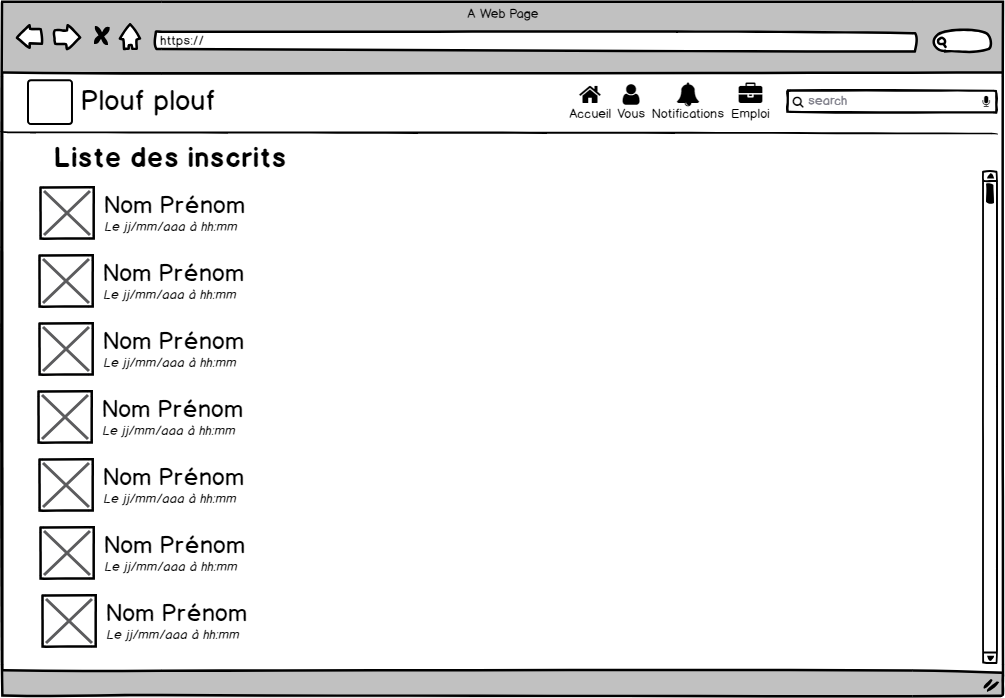 A Web Page
https://
Plouf plouf
Accueil Vous Notifications Emploi
search
Liste des inscrits
Nom Prénom
Le jj/mm/aaa à hh:mm
Nom Prénom
Le jj/mm/aaa à hh:mm
Nom Prénom
Le jj/mm/aaa à hh:mm
Nom Prénom
Le jj/mm/aaa à hh:mm
Nom Prénom
Le jj/mm/aaa à hh:mm
Nom Prénom
Le jj/mm/aaa à hh:mm
Nom Prénom
Le jj/mm/aaa à hh:mm